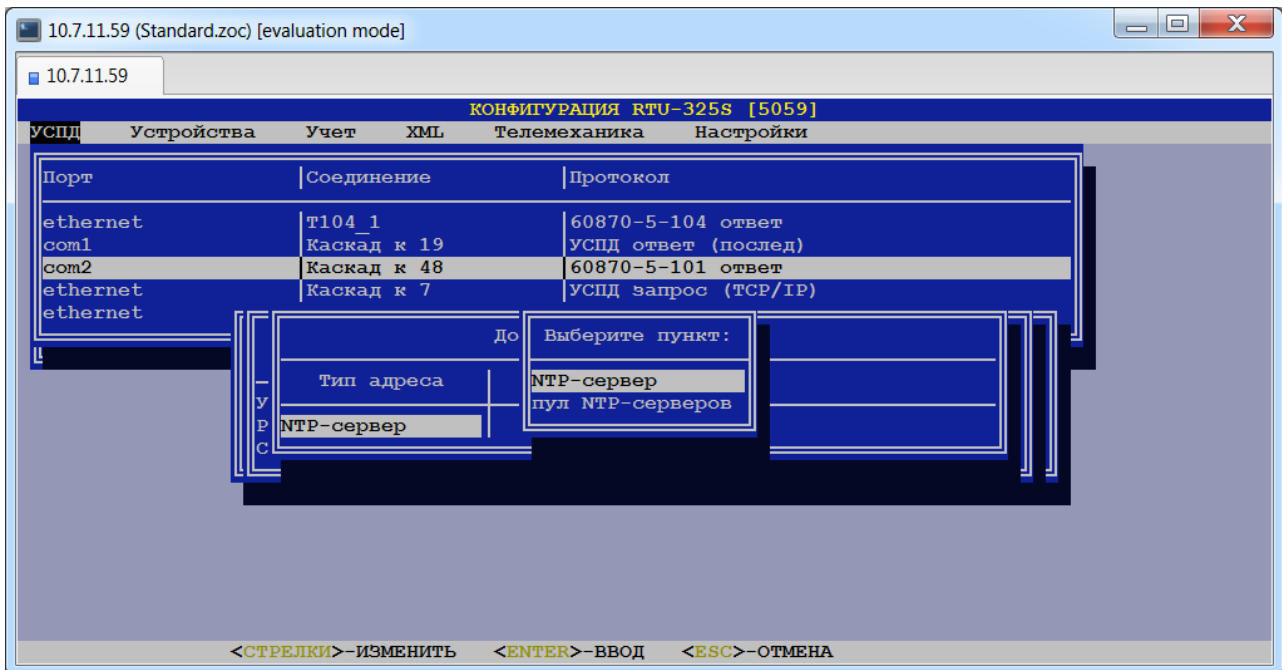 10.7.11.59 (Standard.zoc) [evaluation mode]
10.7.11.59
КОНФИГУРАЦИЯ RTU-325S [5059]
УСПД Устройства Учет XML Телемеханика Настройки
Порт Соединение Протокол
ethernet T104_1 60870-5-104 ответ
com1 Каскад к 19 УСПД ответ (послед)
com2 Каскад к 48 60870-5-101 ответ
ethernet Каскад к 7 УСПД запрос (TCP/IP)
ethernet
До Выберите пункт:
Тип адреса NTP-сервер
У пул NTP-серверов
Р NTP-сервер
С
<СТРЕЛКИ>-ИЗМЕНИТЬ <ENTER>-ВВОД <ESC>-ОТМЕНА